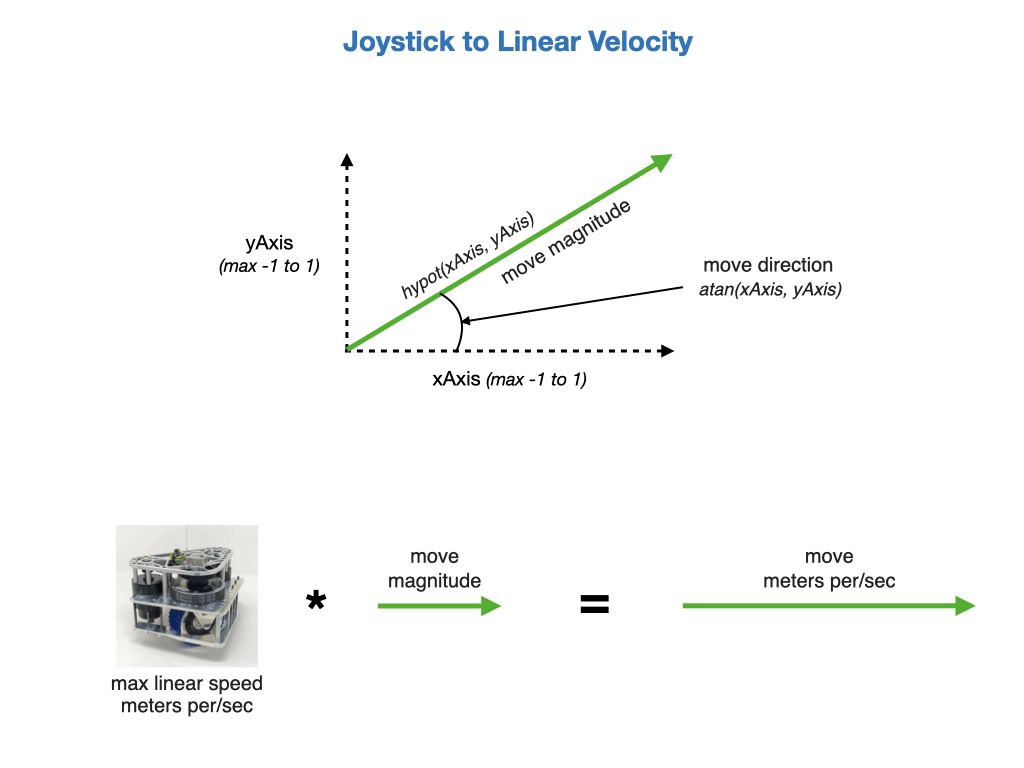 Joystick to Linear Velocity
yAxis
(max -1 to 1)
hypot(xAxis, yAxis)
move magnitude
move direction
atan(xAxis, yAxis)
xAxis (max -1 to 1)
move
magnitude
*
=
move
meters per/sec
max linear speed
meters per/sec